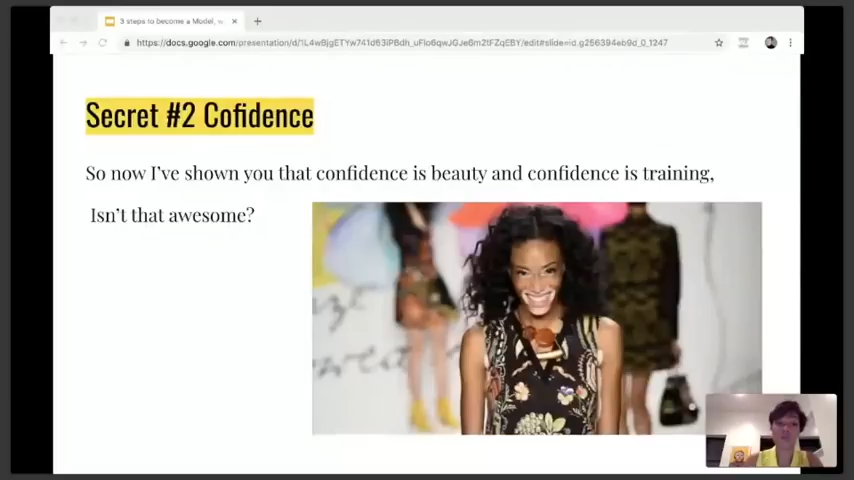 3 steps to become a Model, w
https://docs.google.com/presentation/d/1L4wBjgETYw741d53iPBdh_uFlo6qwJGJe6m2tFZqEBY/edit#slide=id.g256394eb9d_0_1247
Secret #2 Cofidence
So now I've shown you that confidence is beauty and confidence is training,
Isn't that awesome?